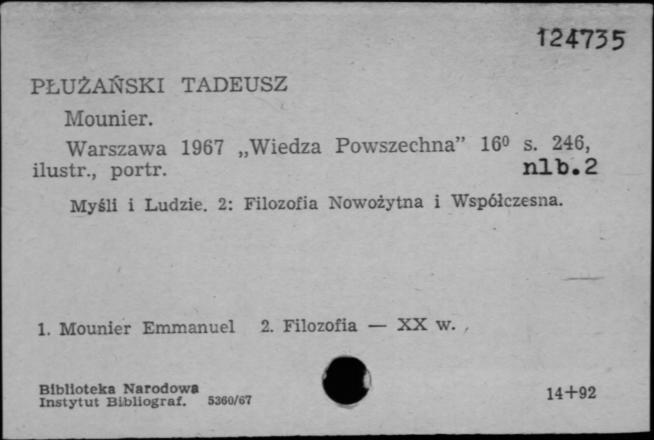 124735
PŁUŻAŃSKI TADEUSZ
Mounier.
Warszawa 1967 „Wiedza Powszechna” 16⁰ s. 246,
ilustr., portr. nlb.2
Myśli i Ludzie. 2: Filozofia Nowożytna i Współczesna.
1. Mounier Emmanuel 2. Filozofia — XX w.
Biblioteka Narodowa
Instytut Bibliograf. 5360/67
14+92